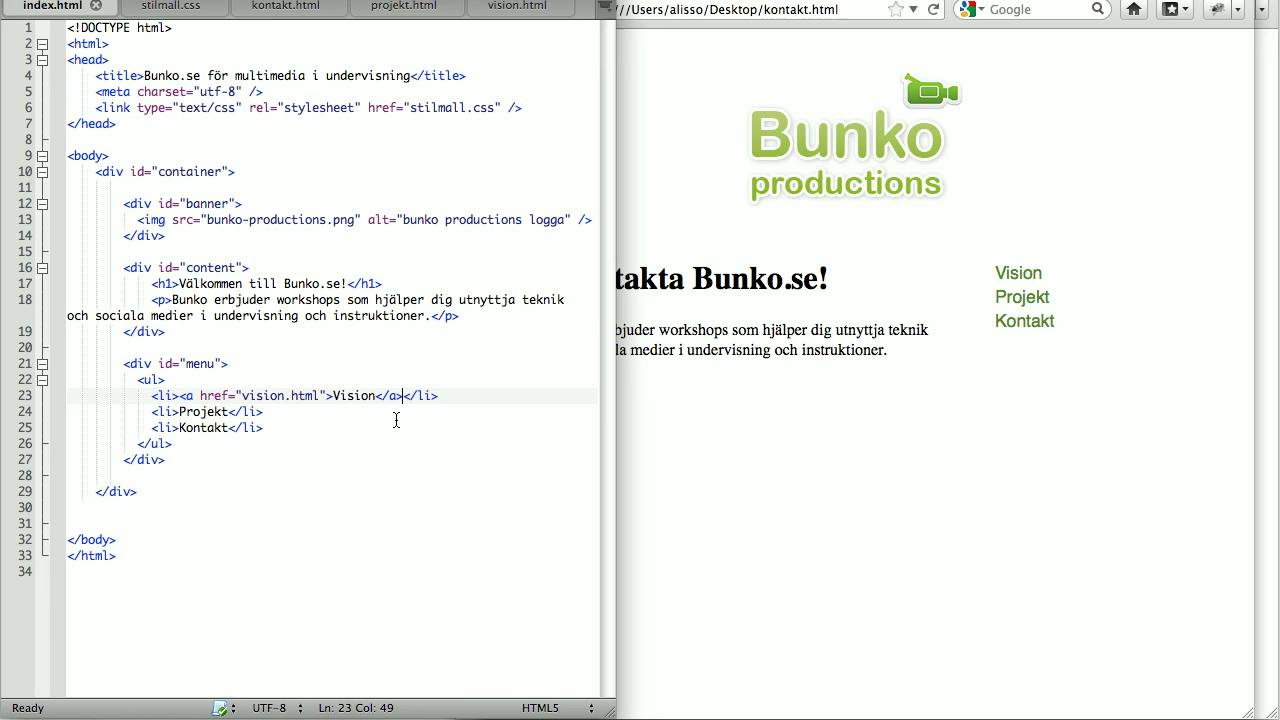 index.html stilmall.css kontakt.html projekt.html vision.html
///Users/alisso/Desktop/kontakt.html Google
1 <!DOCTYPE html>
2 <html>
3 <head>
4 <title>Bunko.se för multimedia i undervisning</title>
5 <meta charset="utf-8" />
6 <link type="text/css" rel="stylesheet" href="stilmall.css" />
7 </head>
8
9 <body>
10 <div id="container">
11
12 <div id="banner">
13 <img src="bunko-productions.png" alt="bunko productions logga" />
14 </div>
15
16 <div id="content">
17 <h1>Välkommen till Bunko.se!</h1>
18 <p>Bunko erbjuder workshops som hjälper dig utnyttja teknik
och sociala medier i undervisning och instruktioner.</p>
19 </div>
20
21 <div id="menu">
22 <ul>
23 <li><a href="vision.html">Vision</a></li>
24 <li>Projekt</li>
25 <li>Kontakt</li>
26 </ul>
27 </div>
28
29 </div>
30
31
32 </body>
33 </html>
34
Ready UTF-8 Ln: 23 Col: 49 HTML5
Bunko
productions
takta Bunko.se!
bjuder workshops som hjälper dig utnyttja teknik
la medier i undervisning och instruktioner.
Vision
Projekt
Kontakt